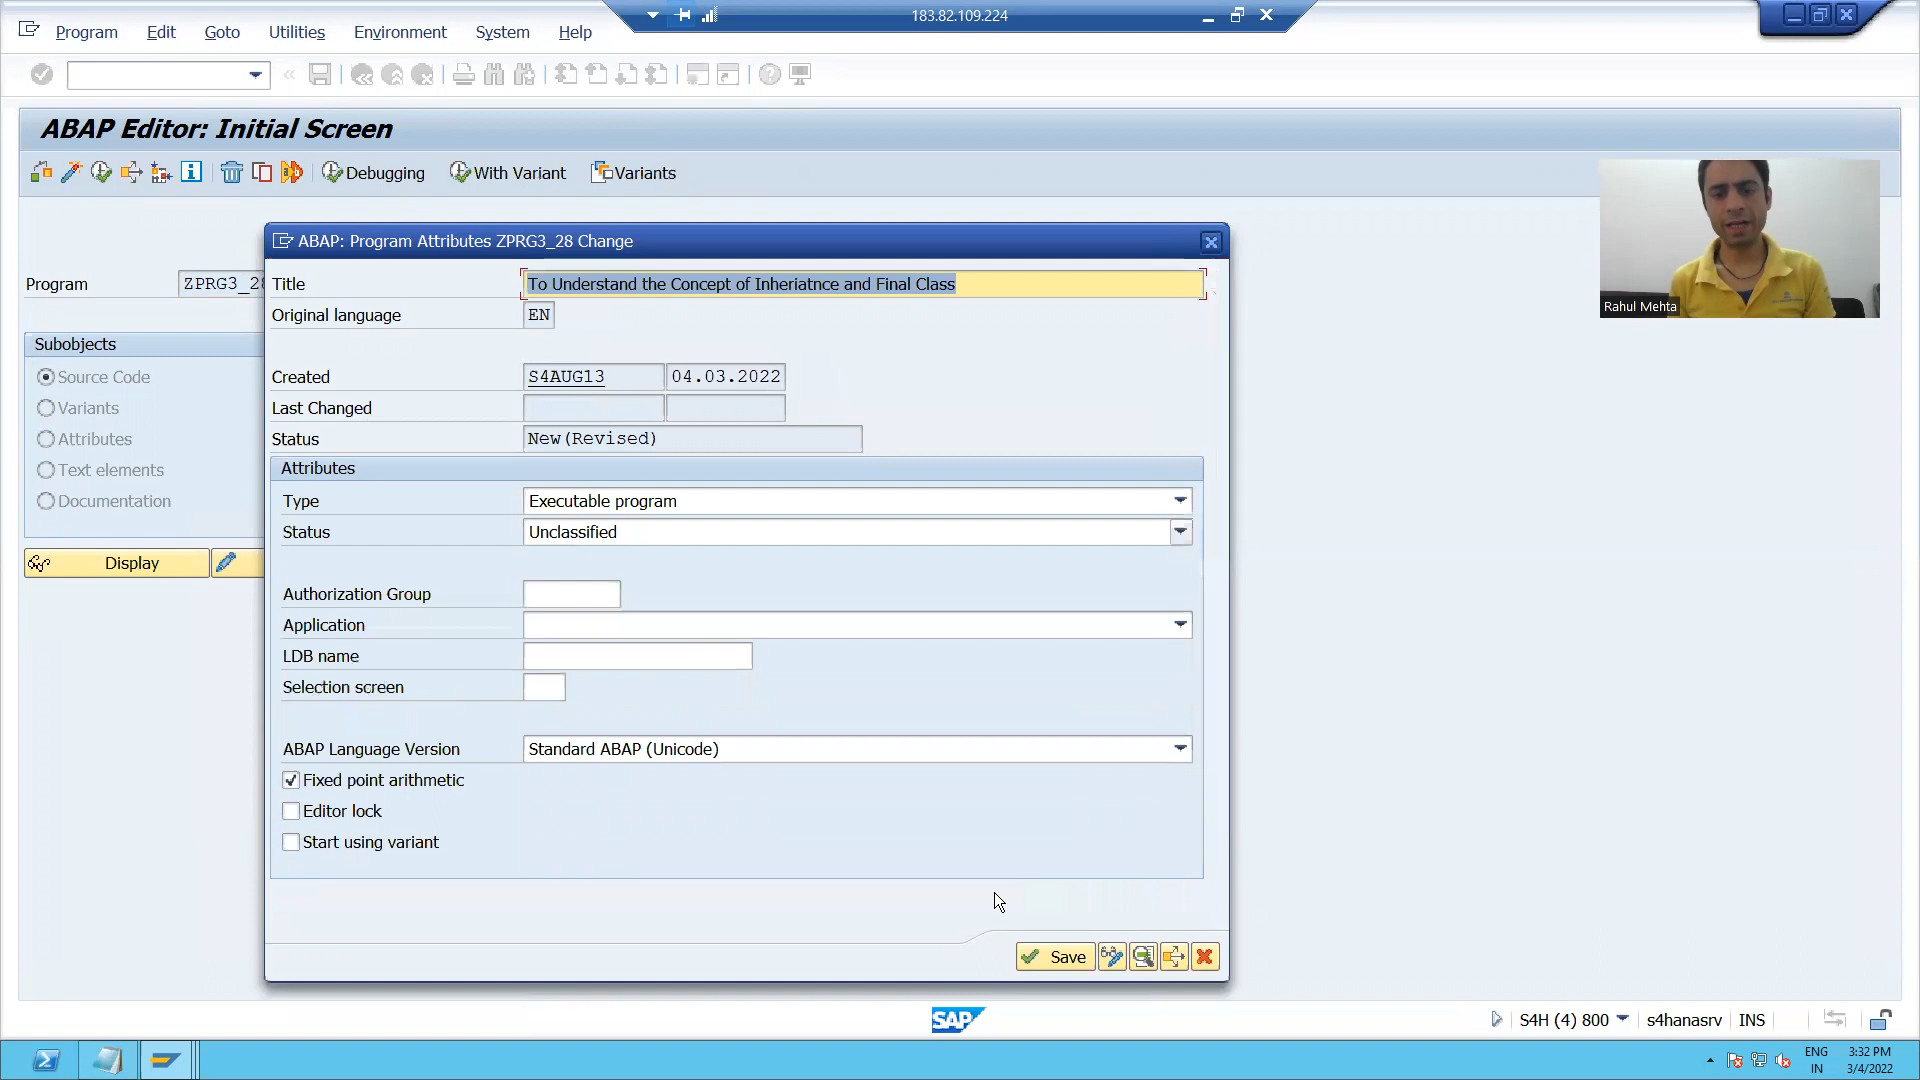 183.82.109.224
Program Edit Goto Utilities Environment System Help
ABAP Editor: Initial Screen
Debugging With Variant Variants
Rahul Mehta
ABAP: Program Attributes ZPRG3_28 Change
Program ZPRG3_28
Title To Understand the Concept of Inheriatnce and Final Class
Original language EN
Subobjects
Source Code
Variants
Attributes
Text elements
Documentation
Display
Created S4AUG13 04.03.2022
Last Changed
Status New(Revised)
Attributes
Type Executable program
Status Unclassified
Authorization Group
Application
LDB name
Selection screen
ABAP Language Version Standard ABAP (Unicode)
Fixed point arithmetic
Editor lock
Start using variant
Save
SAP
S4H (4) 800 s4hanasrv INS
ENG 3:32 PM
IN 3/4/2022